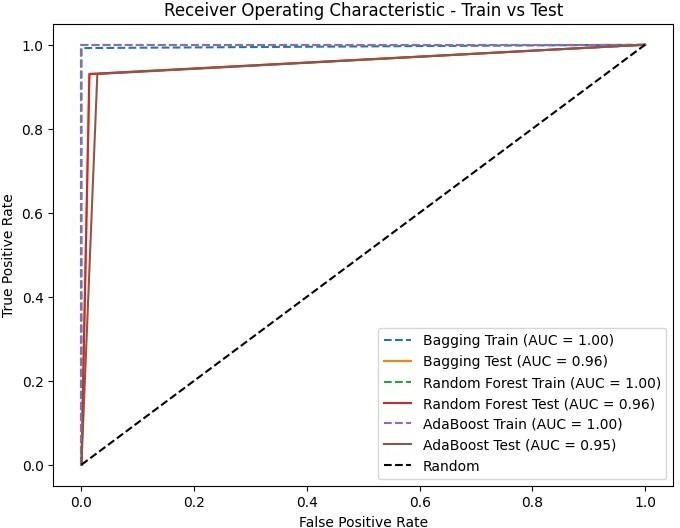 Receiver Operating Characteristic - Train vs Test
True Positive Rate
1.0
0.8
0.6
0.4
0.2
0.0
Bagging Train (AUC = 1.00)
Bagging Test (AUC = 0.96)
Random Forest Train (AUC = 1.00)
Random Forest Test (AUC = 0.96)
AdaBoost Train (AUC = 1.00)
AdaBoost Test (AUC = 0.95)
Random
0.0 0.2 0.4 0.6 0.8 1.0
False Positive Rate